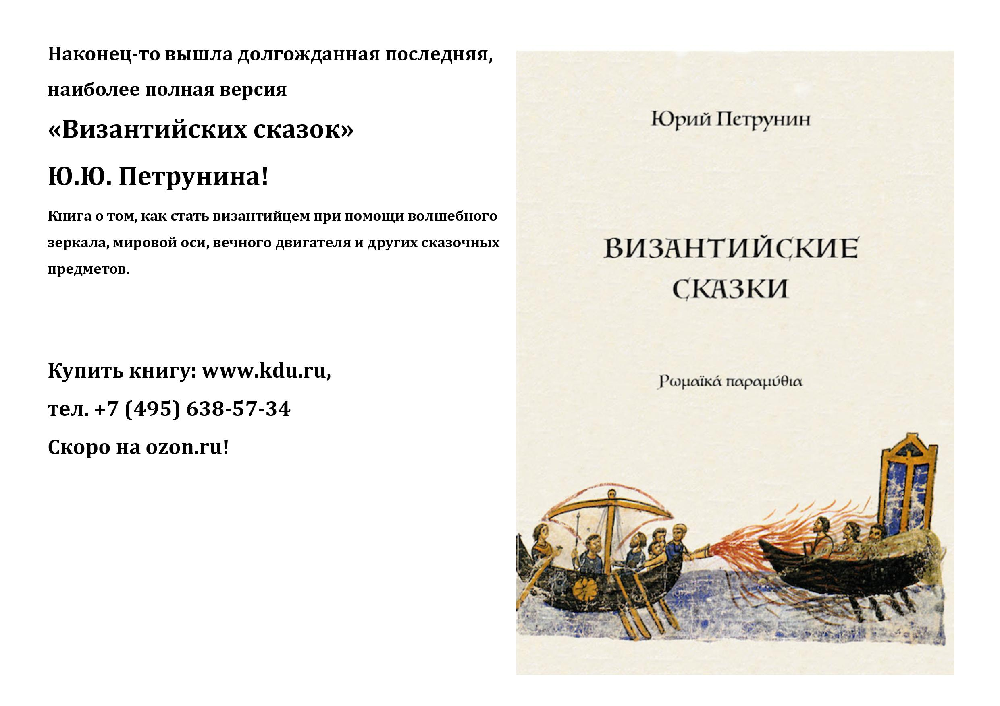 Наконец-то вышла долгожданная последняя,
наиболее полная версия
«Византийских сказок»
Ю.Ю. Петрунина!
Книга о том, как стать византийцем при помощи волшебного
зеркала, мировой оси, вечного двигателя и других сказочных
предметов.
Купить книгу: www.kdu.ru,
тел. +7 (495) 638-57-34
Скоро на ozon.ru!
Юрий Петрунин
ВИЗАНТИЙСКИЕ
СКАЗКИ
Ρωμαϊκά παραμύθια